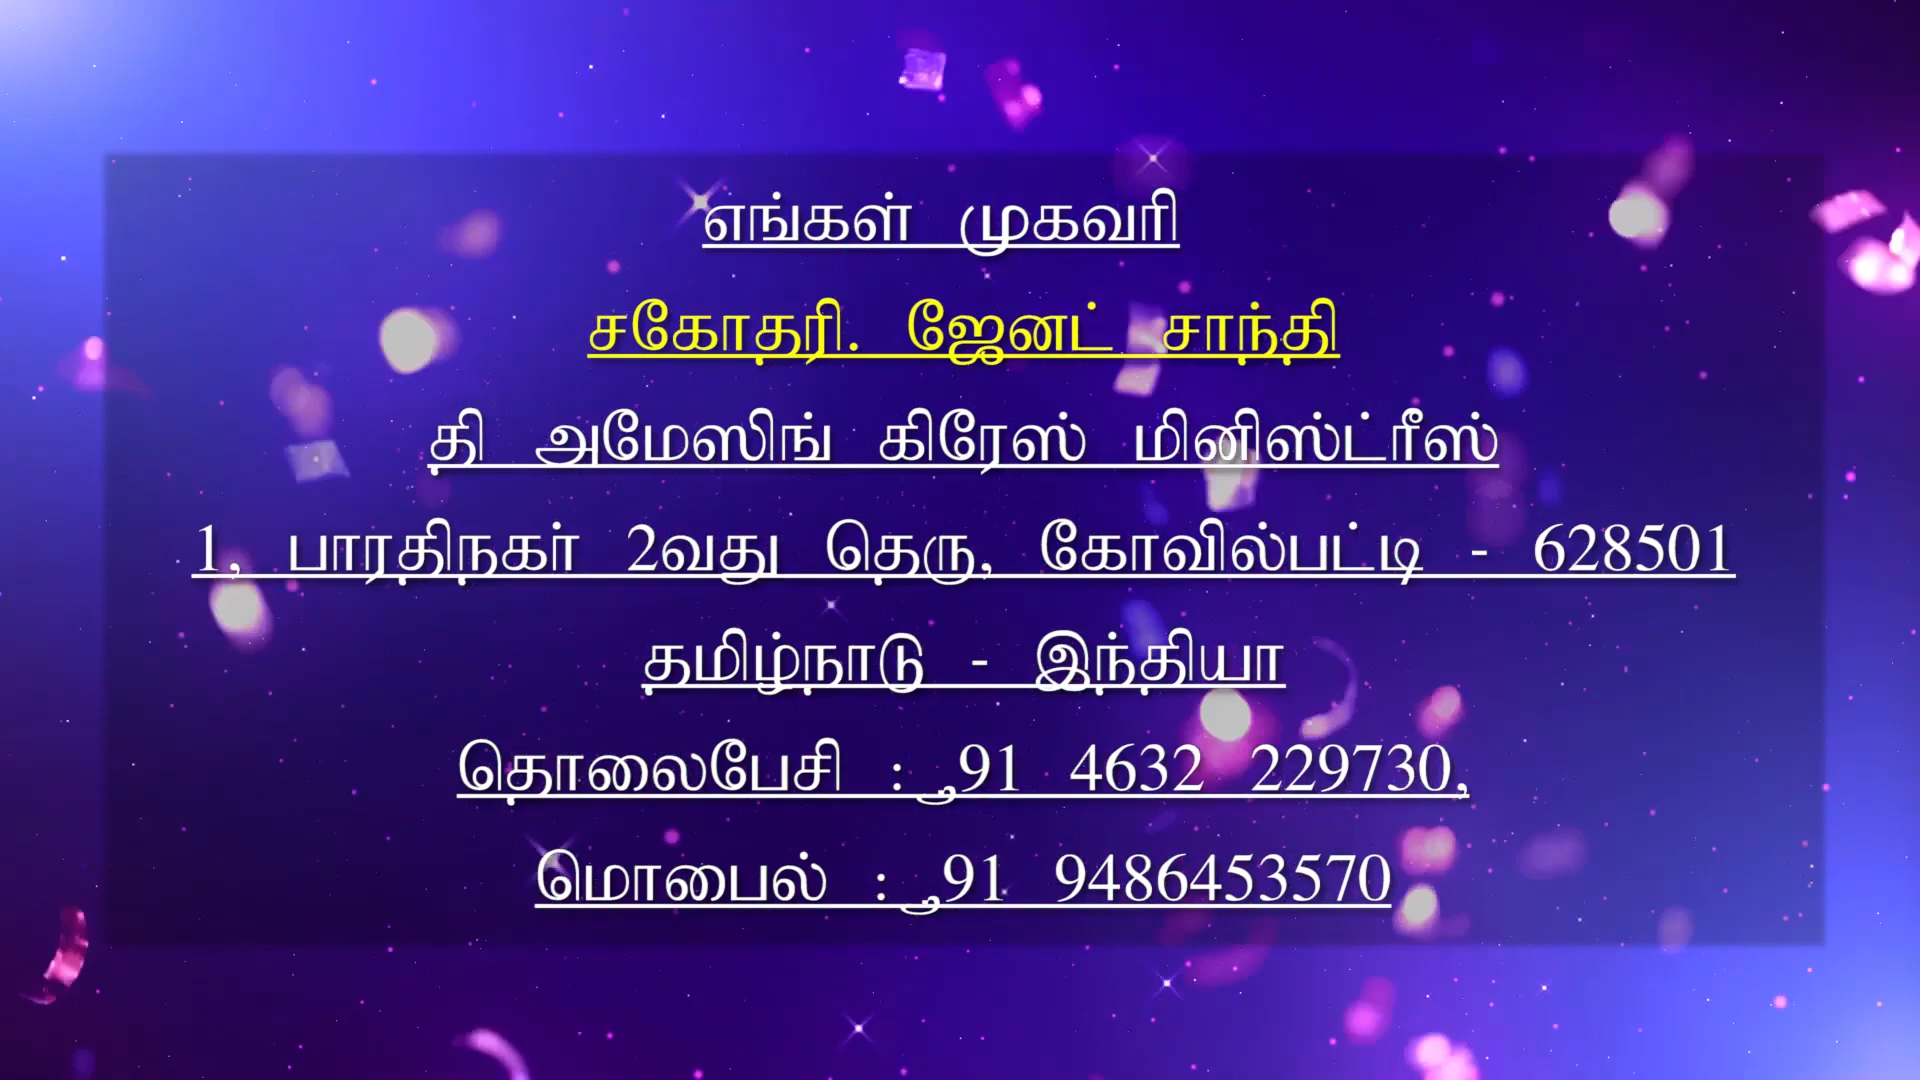 எங்கள் முகவரி
சகோதரி. ஜேனட் சாந்தி
தி அமேஸிங் கிரேஸ் மினிஸ்ட்ரீஸ்
1, பாரதிநகர் 2வது தெரு, கோவில்பட்டி - 628501
தமிழ்நாடு - இந்தியா
தொலைபேசி : ு91 4632 229730,
மொபைல் : ு91 9486453570